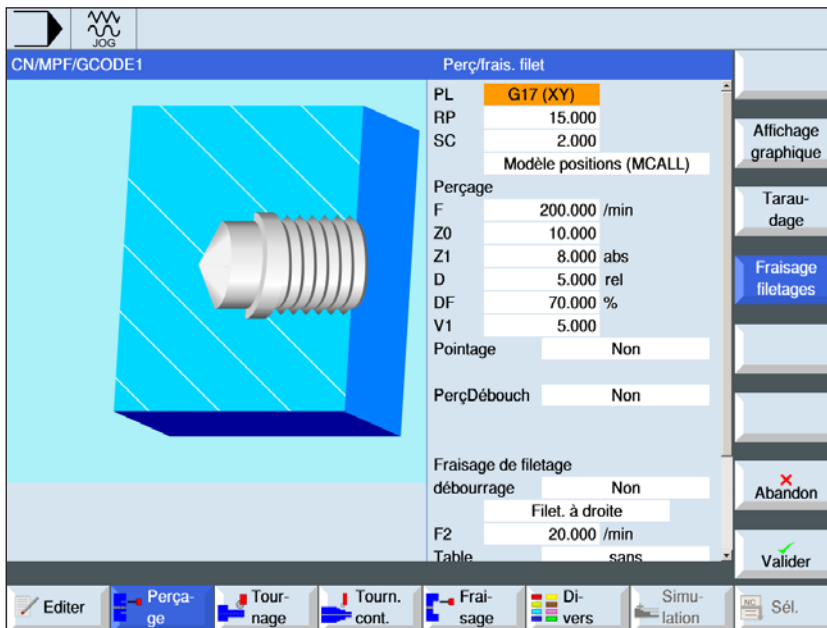 JOG
CN/MPF/GCODE1
Perç/frais. filet
PL G17 (XY)
RP 15.000
SC 2.000
Modèle positions (MCALL)
Perçage
F 200.000 /min
Z0 10.000
Z1 8.000 abs
D 5.000 rel
DF 70.000 %
V1 5.000
Pointage Non
PerçDébouch Non
Fraisage de filetage
débourrage Non
Filet. à droite
F2 20.000 /min
Table sans
Affichage
graphique
Tarau-
dage
Fraisage
filetages
Abandon
Valider
Editer
Perça-
ge
Tour-
nage
Tourn.
cont.
Frai-
sage
Di-
vers
Simu-
lation
NC
Sél.